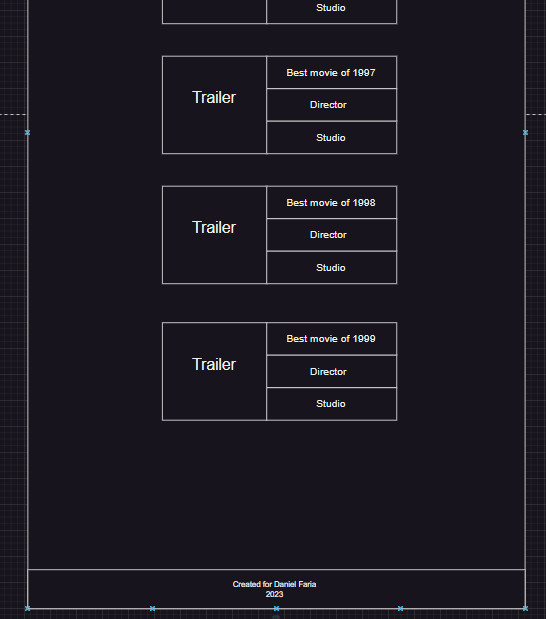 Studio
Trailer
Best movie of 1997
Director
Studio
Trailer
Best movie of 1998
Director
Studio
Trailer
Best movie of 1999
Director
Studio
Created for Daniel Faria
2023